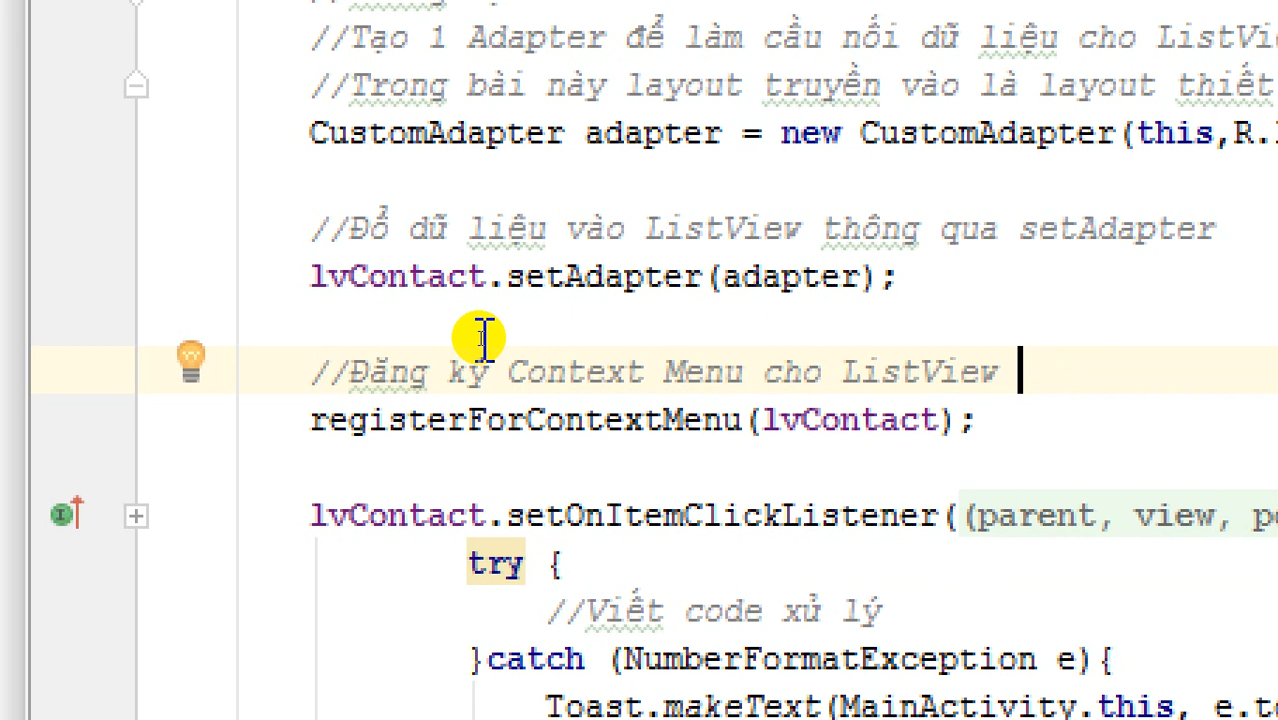 //Tạo 1 Adapter để làm cầu nối dữ liệu cho ListVi
//Trong bài này layout truyền vào là layout thiết
CustomAdapter adapter = new CustomAdapter(this,R.
//Đổ dữ liệu vào ListView thông qua setAdapter
lvContact.setAdapter(adapter);
//Đăng ký Context Menu cho ListView
registerForContextMenu(lvContact);
lvContact.setOnItemClickListener((parent, view, po
try {
//Viết code xử lý
}catch (NumberFormatException e){
Toast.makeText(MainActivity.this, e.to